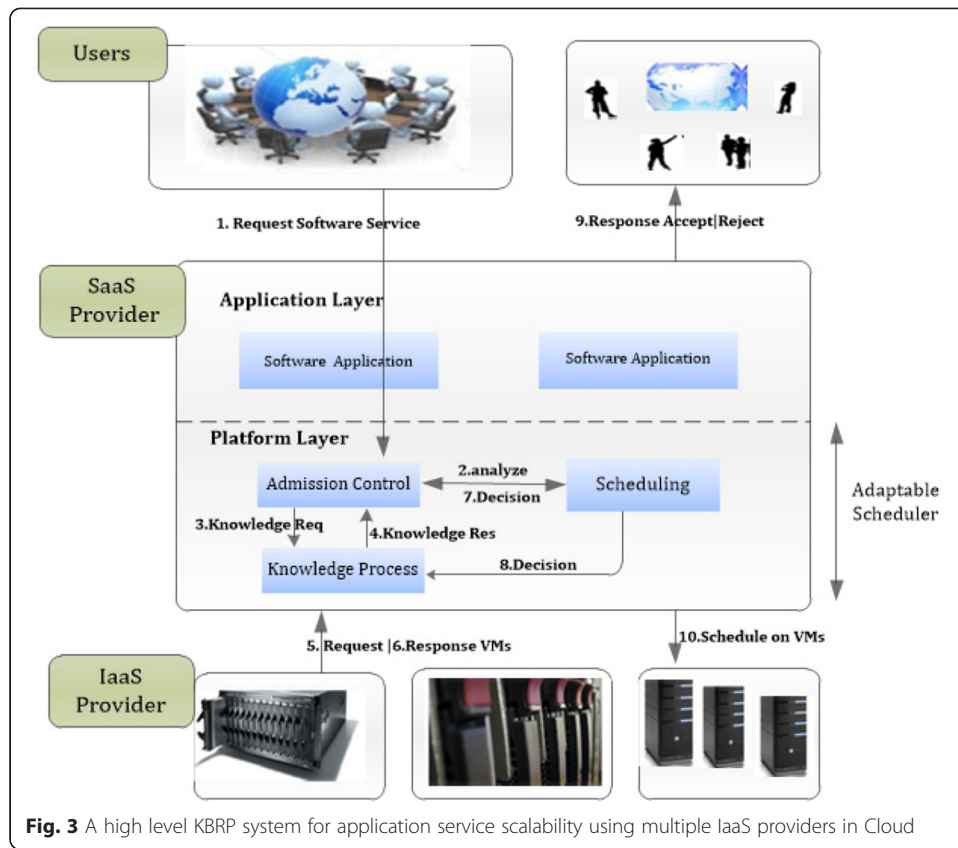 Users
1. Request Software Service
9.Response Accept|Reject
SaaS
Provider
Application Layer
Software Application
Software Application
Platform Layer
Admission Control
2.analyze
7.Decision
Scheduling
Adaptable
Scheduler
3.Knowledge Req
4.Knowledge Res
Knowledge Process
8.Decision
5. Request |6.Response VMs
10.Schedule on VMs
IaaS
Provider
Fig. 3 A high level KBRP system for application service scalability using multiple IaaS providers in Cloud